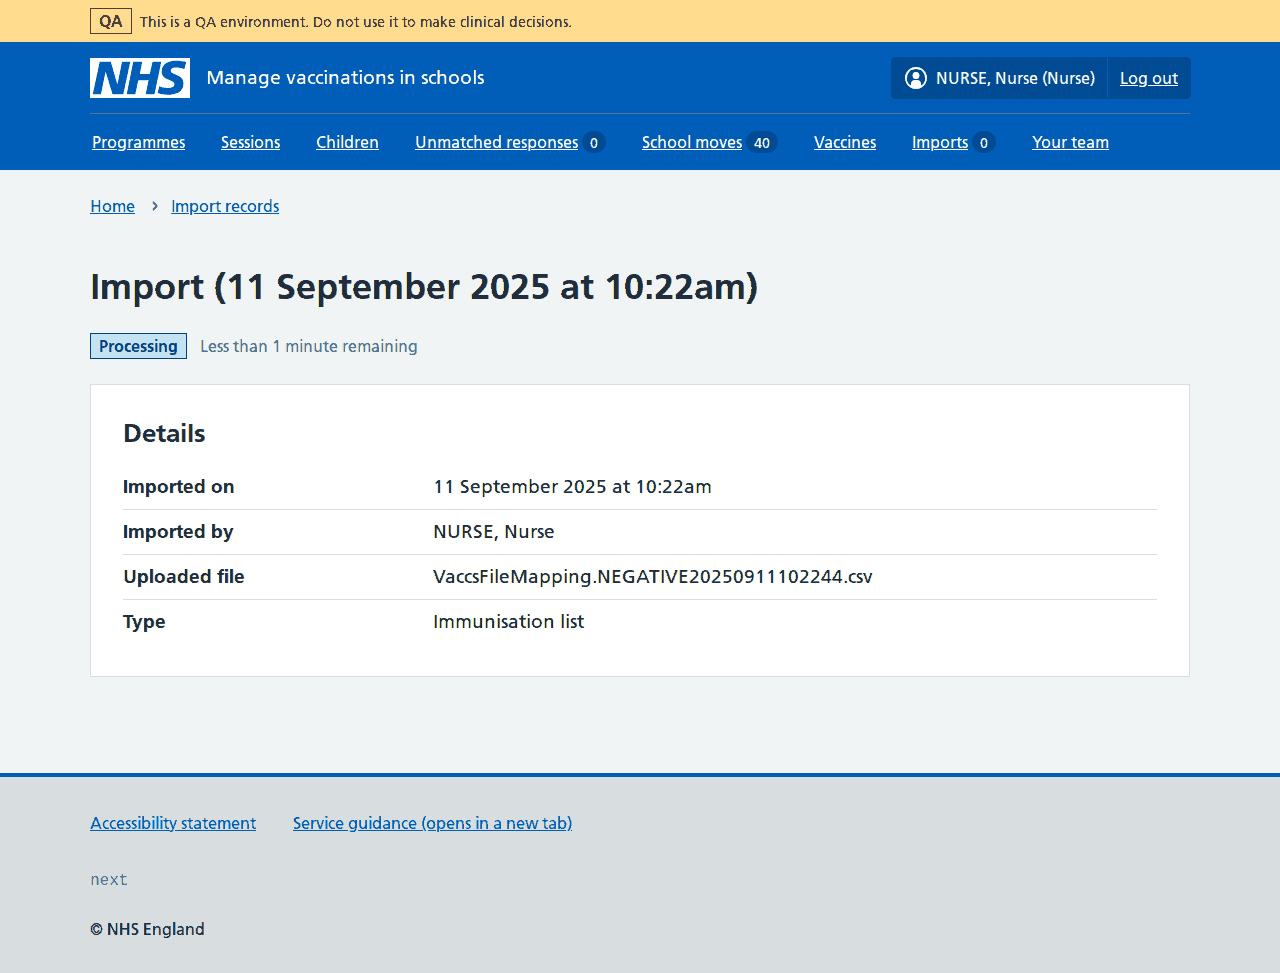 QA This is a QA environment. Do not use it to make clinical decisions.
NHS Manage vaccinations in schools NURSE, Nurse (Nurse) Log out
Programmes Sessions Children Unmatched responses 0 School moves 40 Vaccines Imports 0 Your team
Home Import records
Import (11 September 2025 at 10:22am)
Processing Less than 1 minute remaining
Details
Imported on 11 September 2025 at 10:22am
Imported by NURSE, Nurse
Uploaded file VaccsFileMapping.NEGATIVE20250911102244.csv
Type Immunisation list
Accessibility statement Service guidance (opens in a new tab)
next
© NHS England